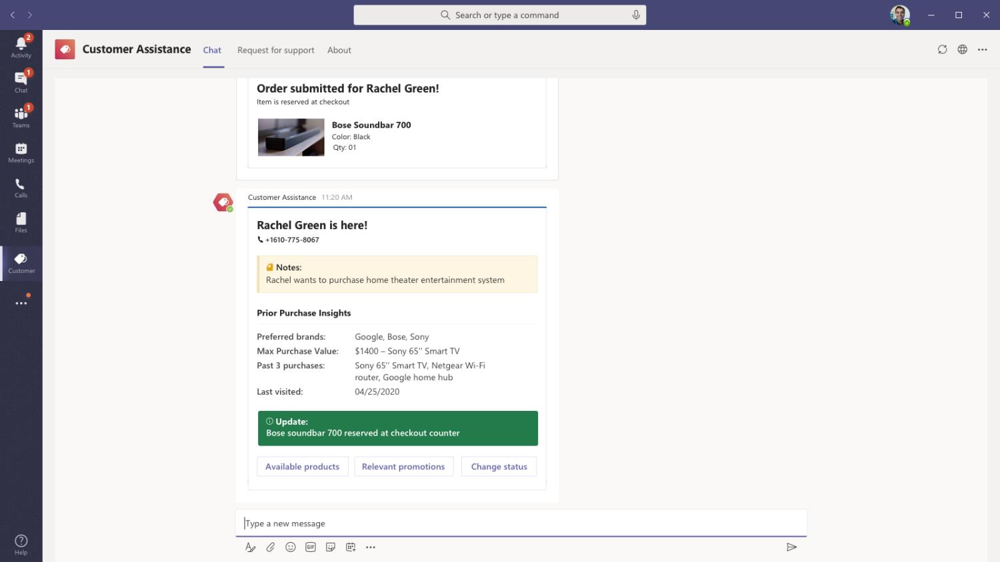 Search or type a command
2
Activity
1
Chat
1
Teams
Meetings
Calls
Files
Customer
Help
Customer Assistance
Chat
Request for support
About
Order submitted for Rachel Green!
Item is reserved at checkout
Bose Soundbar 700
Color: Black
Qty: 01
Customer Assistance 11:20 AM
Rachel Green is here!
+1610-775-8067
Notes:
Rachel wants to purchase home theater entertainment system
Prior Purchase Insights
Preferred brands: Google, Bose, Sony
Max Purchase Value: $1400 – Sony 65’’ Smart TV
Past 3 purchases: Sony 65’’ Smart TV, Netgear Wi-Fi
router, Google home hub
Last visited: 04/25/2020
Update:
Bose soundbar 700 reserved at checkout counter
Available products
Relevant promotions
Change status
Type a new message
GIF